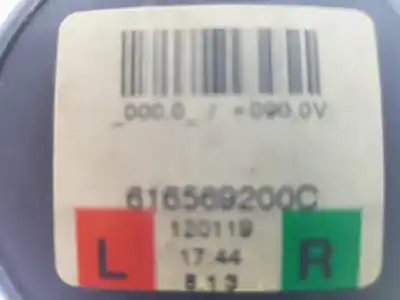 _000.0_ / +090.0V
616569200C
120119
L 17:44 R
8.13